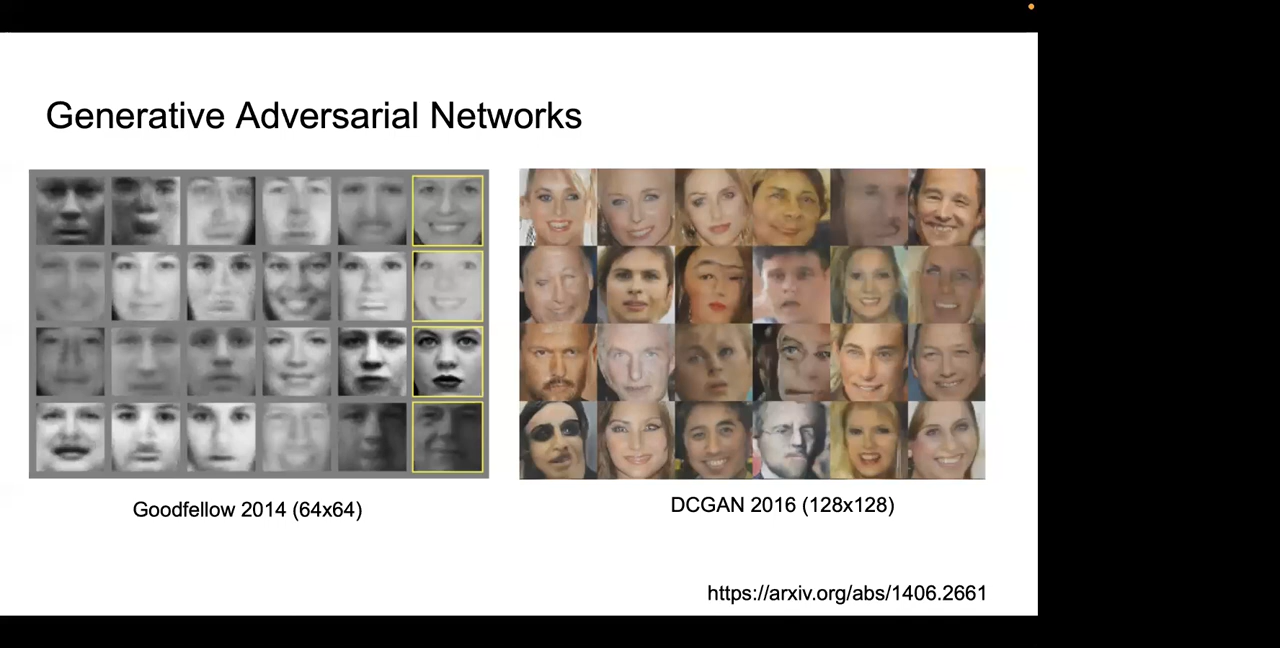 Generative Adversarial Networks
Goodfellow 2014 (64x64)
DCGAN 2016 (128x128)
https://arxiv.org/abs/1406.2661